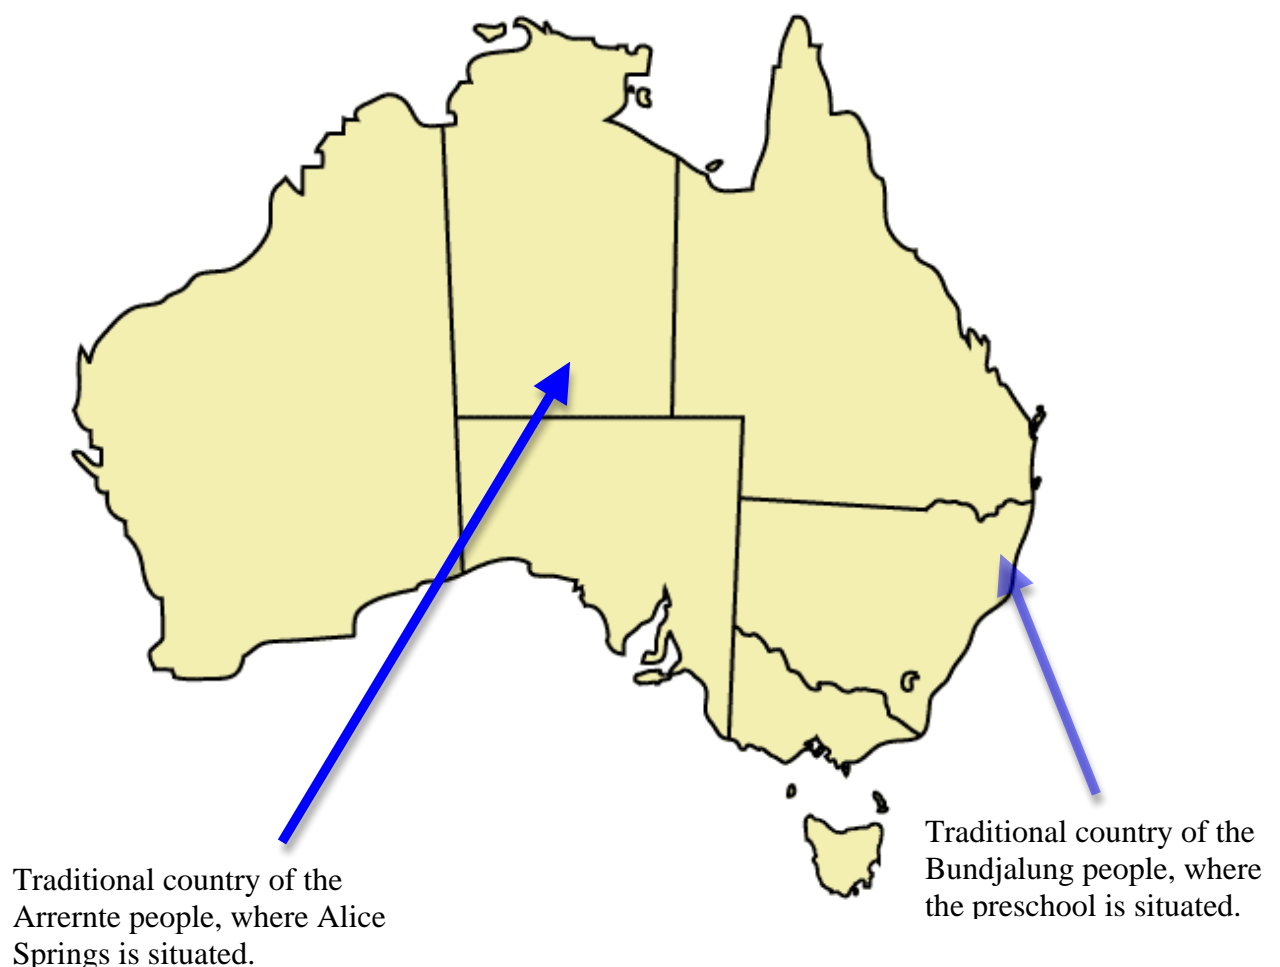 Traditional country of the
Arrernte people, where Alice
Springs is situated.
Traditional country of the
Bundjalung people, where
the preschool is situated.